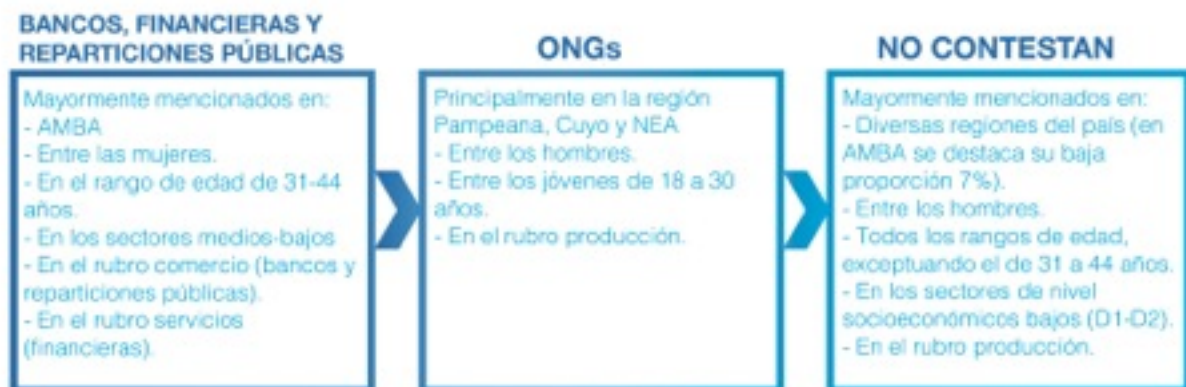 BANCOS, FINANCIERAS Y
REPARTICIONES PÚBLICAS
Mayormente mencionados en:
- AMBA
- Entre las mujeres.
- En el rango de edad de 31-44
años.
- En los sectores medios-bajos
- En el rubro comercio (bancos y
reparticiones públicas).
- En el rubro servicios
(financieras).
ONGs
Principalmente en la región
Pampeana, Cuyo y NEA
- Entre los hombres.
- Entre los jóvenes de 18 a 30
años.
- En el rubro producción.
NO CONTESTAN
Mayormente mencionados en:
- Diversas regiones del país (en
AMBA se destaca su baja
proporción 7%).
- Entre los hombres.
- Todos los rangos de edad,
exceptuando el de 31 a 44 años.
- En los sectores de nivel
socioeconómicos bajos (D1-D2).
- En el rubro producción.